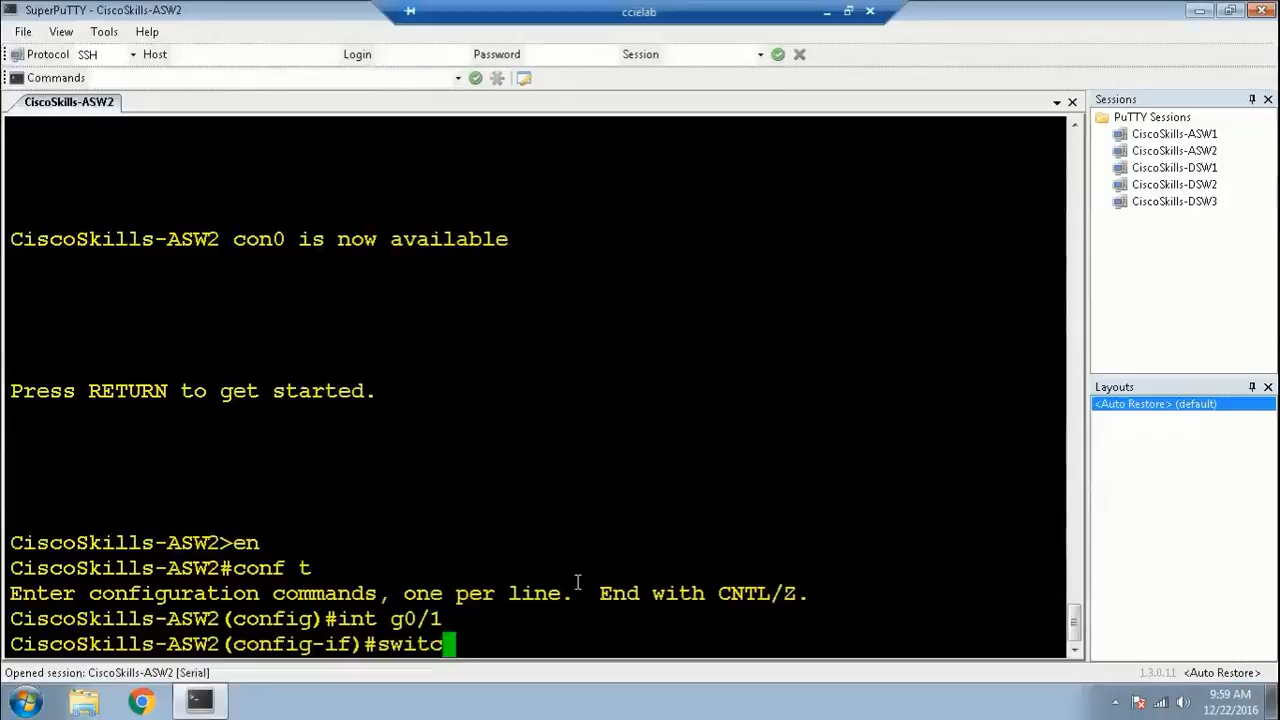 SuperPuTTY - CiscoSkills-ASW2
ccielab
File View Tools Help
Protocol SSH Host Login Password Session
Commands
CiscoSkills-ASW2
CiscoSkills-ASW2 con0 is now available
Press RETURN to get started.
CiscoSkills-ASW2>en
CiscoSkills-ASW2#conf t
Enter configuration commands, one per line.  End with CNTL/Z.
CiscoSkills-ASW2(config)#int g0/1
CiscoSkills-ASW2(config-if)#switc
Sessions
PuTTY Sessions
CiscoSkills-ASW1
CiscoSkills-ASW2
CiscoSkills-DSW1
CiscoSkills-DSW2
CiscoSkills-DSW3
Layouts
<Auto Restore> (default)
Opened session: CiscoSkills-ASW2 [Serial]
1.3.0.11 <Auto Restore>
9:59 AM
12/22/2016